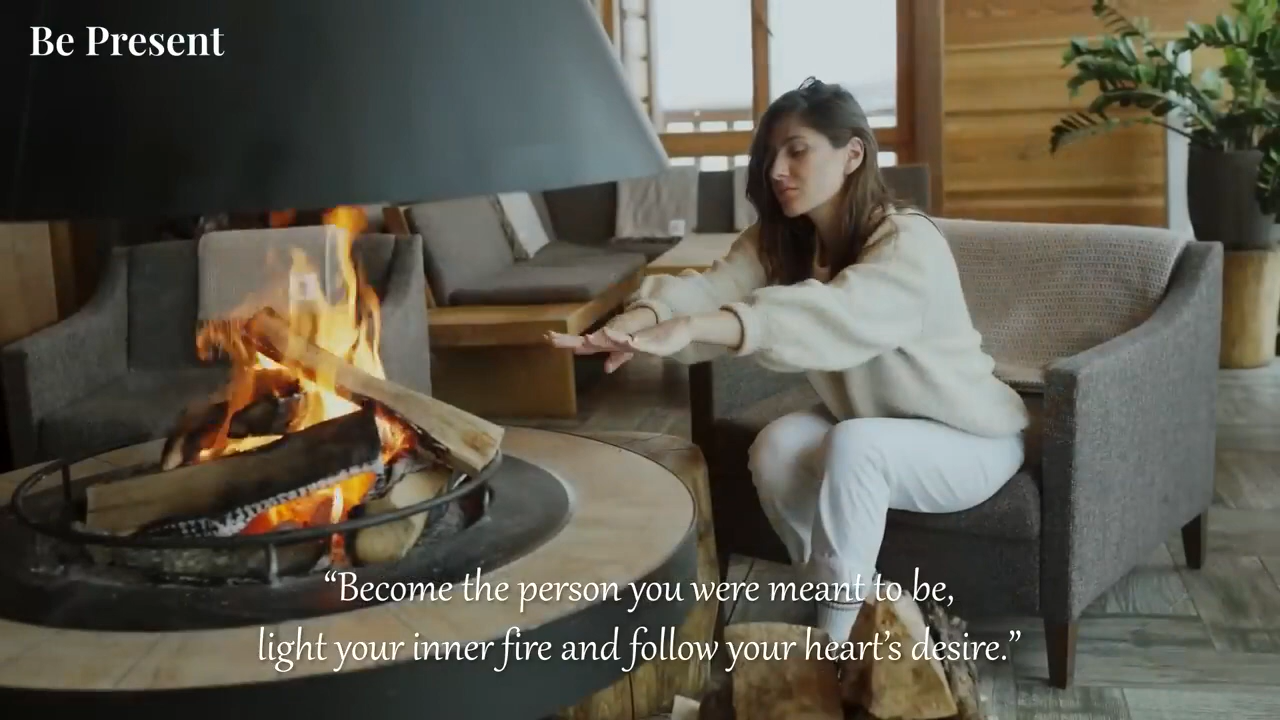 Be Present
“Become the person you were meant to be,
light your inner fire and follow your heart’s desire.”